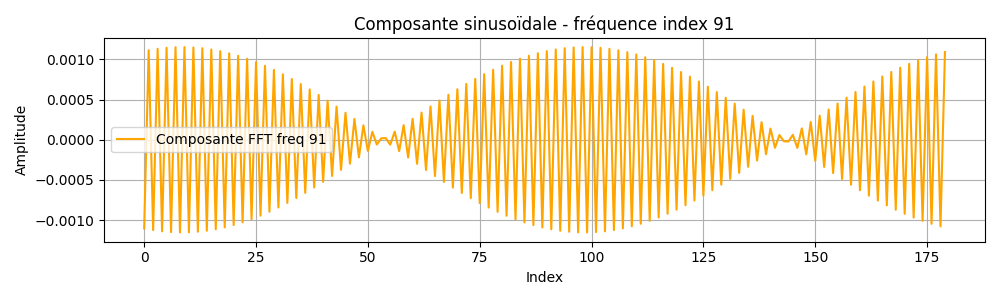 Composante sinusoïdale - fréquence index 91
Amplitude
0.0010
0.0005
0.0000
−0.0005
−0.0010
Composante FFT freq 91
0 25 50 75 100 125 150 175
Index